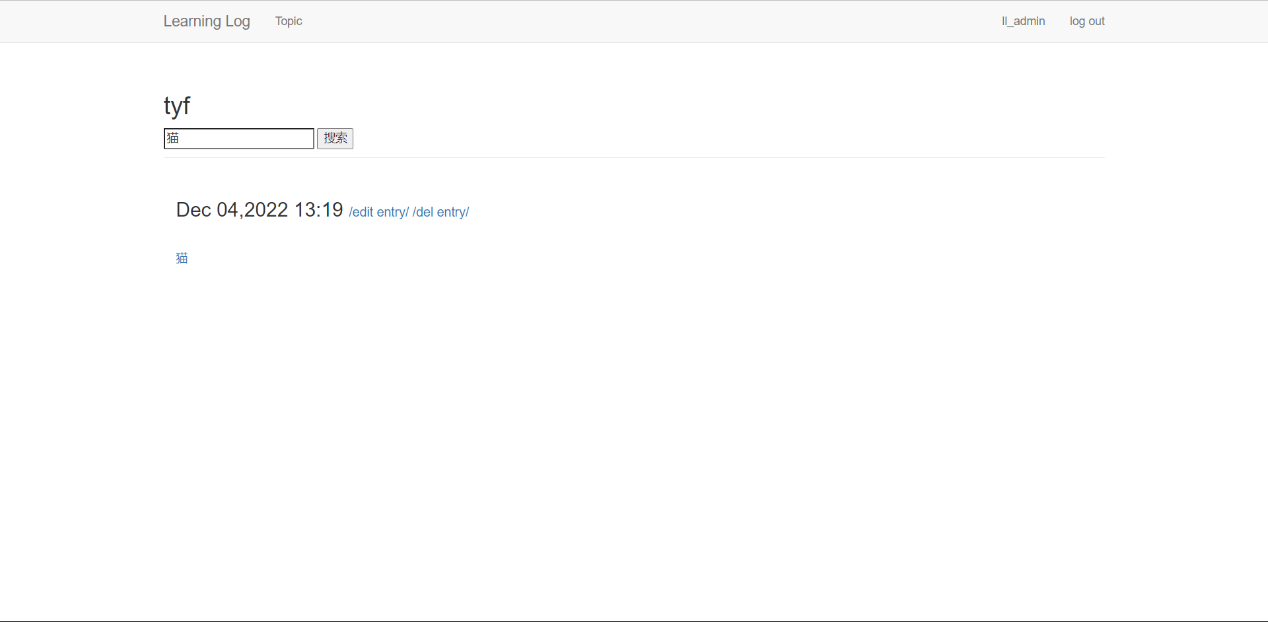 Learning Log Topic ll_admin log out
tyf
猫 搜索
Dec 04,2022 13:19 /edit entry/ /del entry/
猫